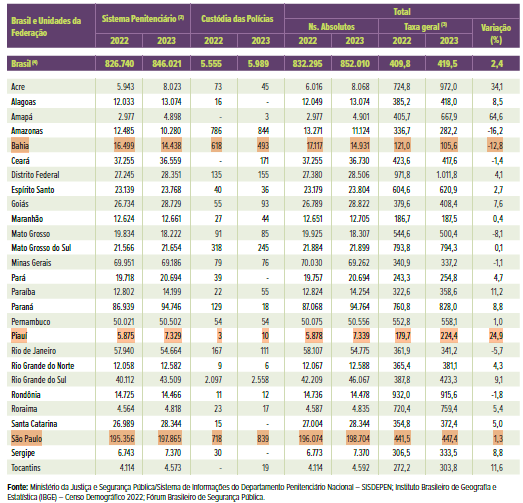 Brasil e Unidades da Federação Sistema Penitenciário (2) Custódia das Polícias Total
Ns. Absolutos Taxa geral (3) Variação (%)
2022 2023 2022 2023 2022 2023 2022 2023
Brasil (4) 826.740 846.021 5.555 5.989 832.295 852.010 409,8 419,5 2,4
Acre 5.943 8.023 73 45 6.016 8.068 724,8 972,0 34,1
Alagoas 12.033 13.074 16 - 12.049 13.074 385,2 418,0 8,5
Amapá 2.977 4.898 - 3 2.977 4.901 405,7 667,9 64,6
Amazonas 12.485 10.280 786 844 13.271 11.124 336,7 282,2 -16,2
Bahia 16.499 14.438 618 493 17.117 14.931 121,0 105,6 -12,8
Ceará 37.255 36.559 - 171 37.255 36.730 423,6 417,6 -1,4
Distrito Federal 27.245 28.351 135 155 27.380 28.506 971,8 1.011,8 4,1
Espírito Santo 23.139 23.768 40 36 23.179 23.804 604,6 620,9 2,7
Goiás 26.734 28.729 55 93 26.789 28.822 379,6 408,4 7,6
Maranhão 12.624 12.661 27 44 12.651 12.705 186,7 187,5 0,4
Mato Grosso 19.834 18.222 91 85 19.925 18.307 544,6 500,4 -8,1
Mato Grosso do Sul 21.566 21.654 318 245 21.884 21.899 793,8 794,3 0,1
Minas Gerais 69.951 69.186 79 76 70.030 69.262 340,9 337,2 -1,1
Pará 19.718 20.694 39 - 19.757 20.694 243,3 254,8 4,7
Paraíba 12.802 14.199 22 55 12.824 14.254 322,6 358,6 11,2
Paraná 86.939 94.746 129 18 87.068 94.764 760,8 828,0 8,8
Pernambuco 50.021 50.502 54 54 50.075 50.556 552,8 558,1 1,0
Piauí 5.875 7.329 3 10 5.878 7.339 179,7 224,4 24,9
Rio de Janeiro 57.940 54.664 167 111 58.107 54.775 361,9 341,2 -5,7
Rio Grande do Norte 12.058 12.582 9 6 12.067 12.588 365,4 381,1 4,3
Rio Grande do Sul 40.112 43.509 2.097 2.558 42.209 46.067 387,8 423,3 9,1
Rondônia 14.725 14.466 11 12 14.736 14.478 932,0 915,6 -1,8
Roraima 4.564 4.818 23 17 4.587 4.835 720,4 759,4 5,4
Santa Catarina 26.989 28.344 15 - 27.004 28.344 354,8 372,4 5,0
São Paulo 195.356 197.865 718 839 196.074 198.704 441,5 447,4 1,3
Sergipe 6.743 7.370 30 - 6.773 7.370 306,5 333,5 8,8
Tocantins 4.114 4.573 - 19 4.114 4.592 272,2 303,8 11,6
Fonte: Ministério da Justiça e Segurança Pública/Sistema de Informações do Departamento Penitenciário Nacional – SISDEPEN; Instituto Brasileiro de Geografia e
Estatística (IBGE) – Censo Demográfico 2022; Fórum Brasileiro de Segurança Pública.